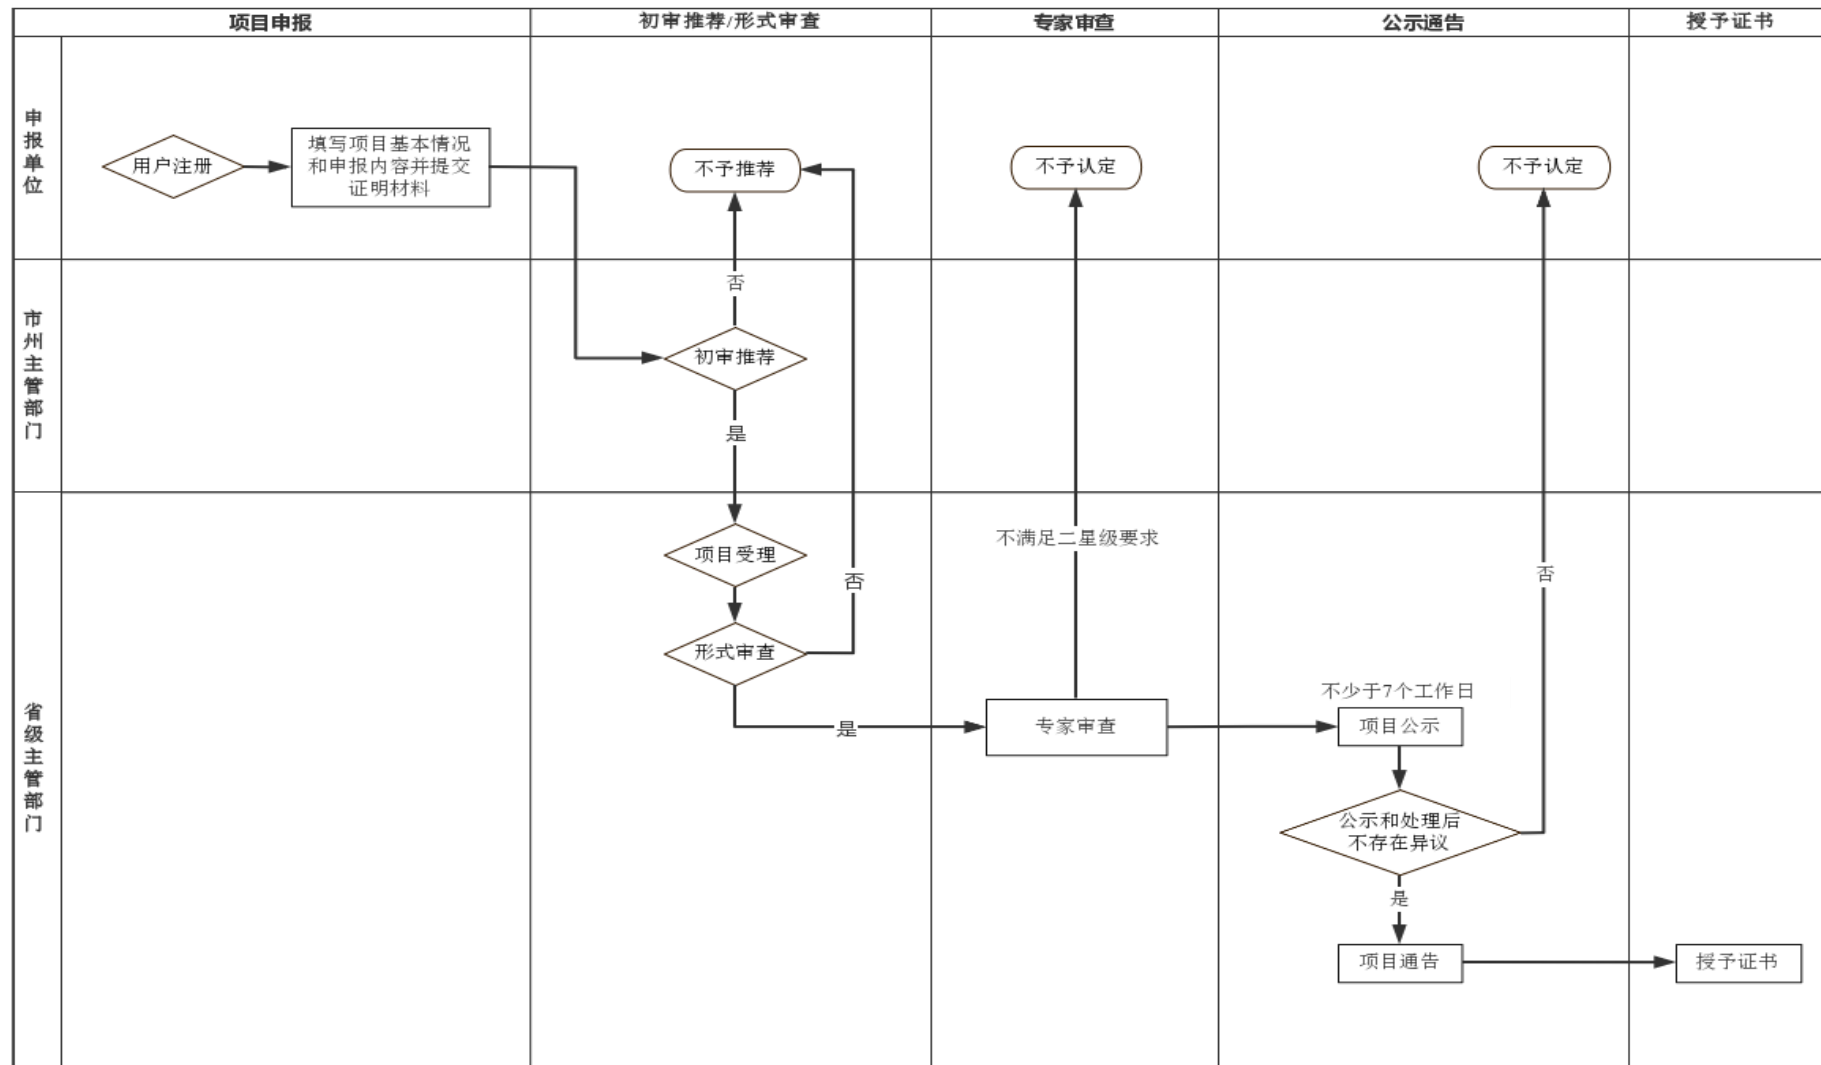 项目申报
初审推荐/形式审查
专家审查
公示通告
授予证书
申报单位
用户注册
填写项目基本情况
和申报内容并提交
证明材料
不予推荐
不予认定
不予认定
市州主管部门
否
初审推荐
是
省级主管部门
项目受理
否
形式审查
是
不满足二星级要求
专家审查
不少于7个工作日
项目公示
否
公示和处理后
不存在异议
是
项目通告
授予证书